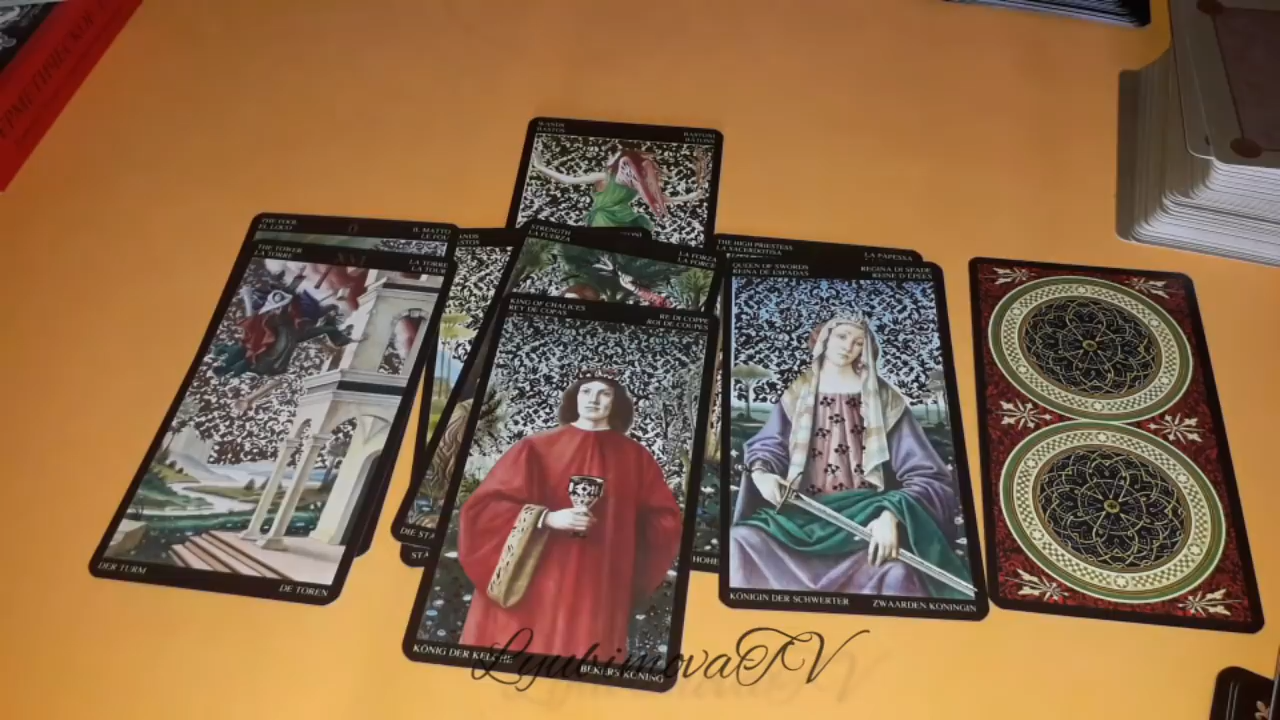 WANDS
BASTOS
BASTONI
BÂTONS
THE FOOL
EL LOCO
0
IL MATTO
LE FOU
THE TOWER
LA TORRE
XVI
LA TORRE
LA TOUR
DER TURM
DE TOREN
STRENGTH
LA FUERZA
LA FORZA
LA FORCE
KING OF CHALICES
REY DE COPAS
RE DI COPPE
ROI DE COUPES
KÖNIG DER KELCHE
BEKERS KONING
THE HIGH PRIESTESS
LA SACERDOTISA
LA PAPESSA
QUEEN OF SWORDS
REINA DE ESPADAS
REGINA DI SPADE
REINE D'ÉPÉES
KÖNIGIN DER SCHWERTER
ZWAARDEN KONINGIN
LyubimovaTV